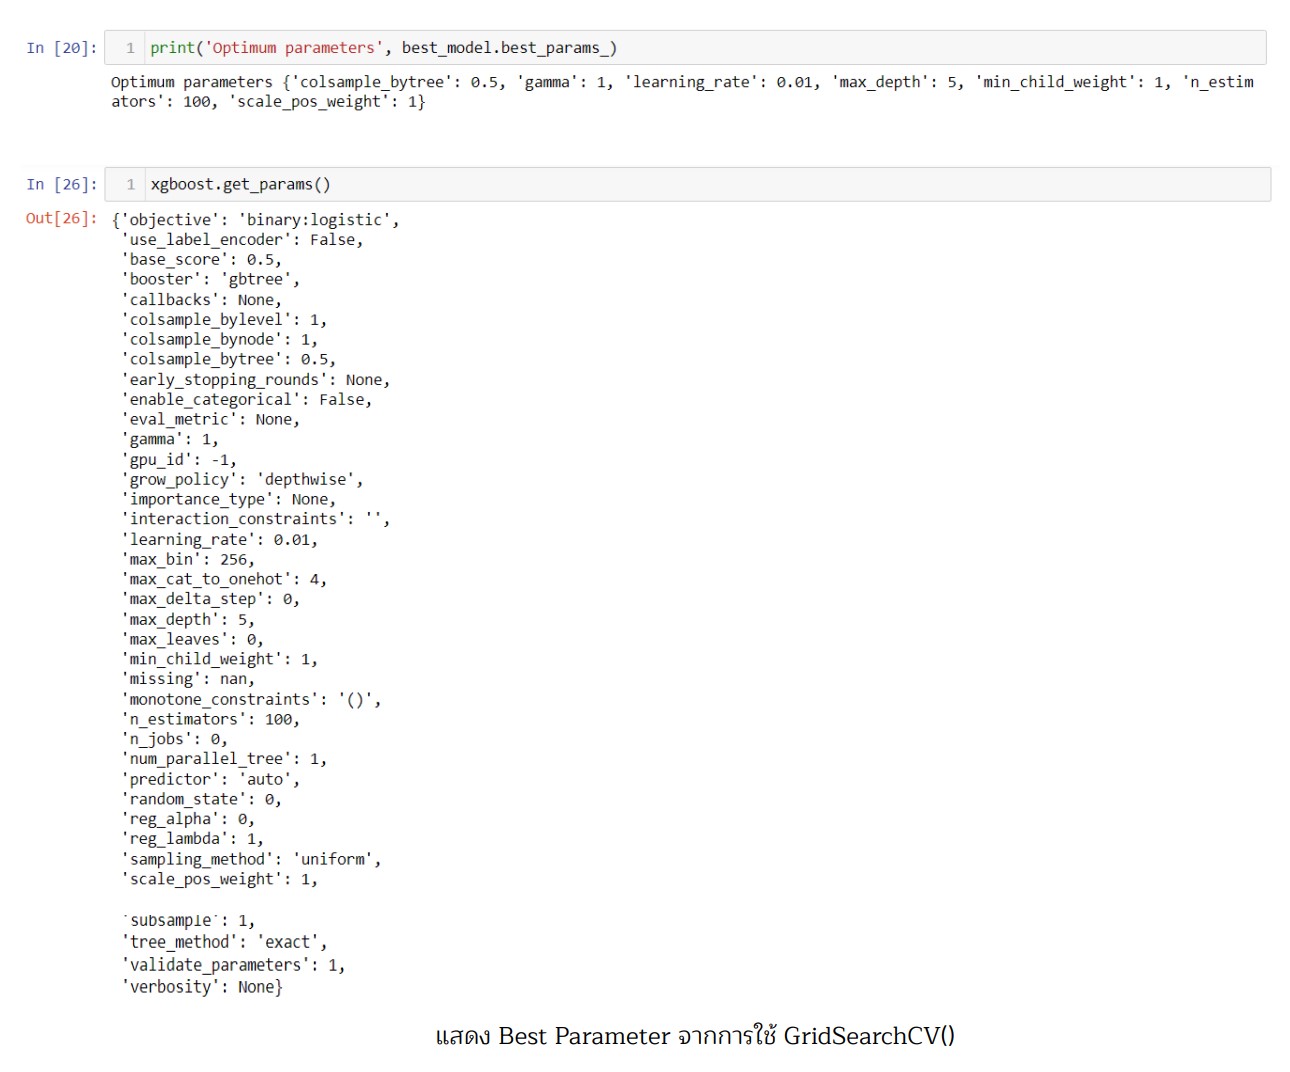 In [20]: 1 print('Optimum parameters', best_model.best_params_)
Optimum parameters {'colsample_bytree': 0.5, 'gamma': 1, 'learning_rate': 0.01, 'max_depth': 5, 'min_child_weight': 1, 'n_estim
ators': 100, 'scale_pos_weight': 1}
In [26]: 1 xgboost.get_params()
Out[26]: {'objective': 'binary:logistic',
'use_label_encoder': False,
'base_score': 0.5,
'booster': 'gbtree',
'callbacks': None,
'colsample_bylevel': 1,
'colsample_bynode': 1,
'colsample_bytree': 0.5,
'early_stopping_rounds': None,
'enable_categorical': False,
'eval_metric': None,
'gamma': 1,
'gpu_id': -1,
'grow_policy': 'depthwise',
'importance_type': None,
'interaction_constraints': '',
'learning_rate': 0.01,
'max_bin': 256,
'max_cat_to_onehot': 4,
'max_delta_step': 0,
'max_depth': 5,
'max_leaves': 0,
'min_child_weight': 1,
'missing': nan,
'monotone_constraints': '()',
'n_estimators': 100,
'n_jobs': 0,
'num_parallel_tree': 1,
'predictor': 'auto',
'random_state': 0,
'reg_alpha': 0,
'reg_lambda': 1,
'sampling_method': 'uniform',
'scale_pos_weight': 1,
'subsample': 1,
'tree_method': 'exact',
'validate_parameters': 1,
'verbosity': None}
แสดง Best Parameter จากการใช้ GridSearchCV()